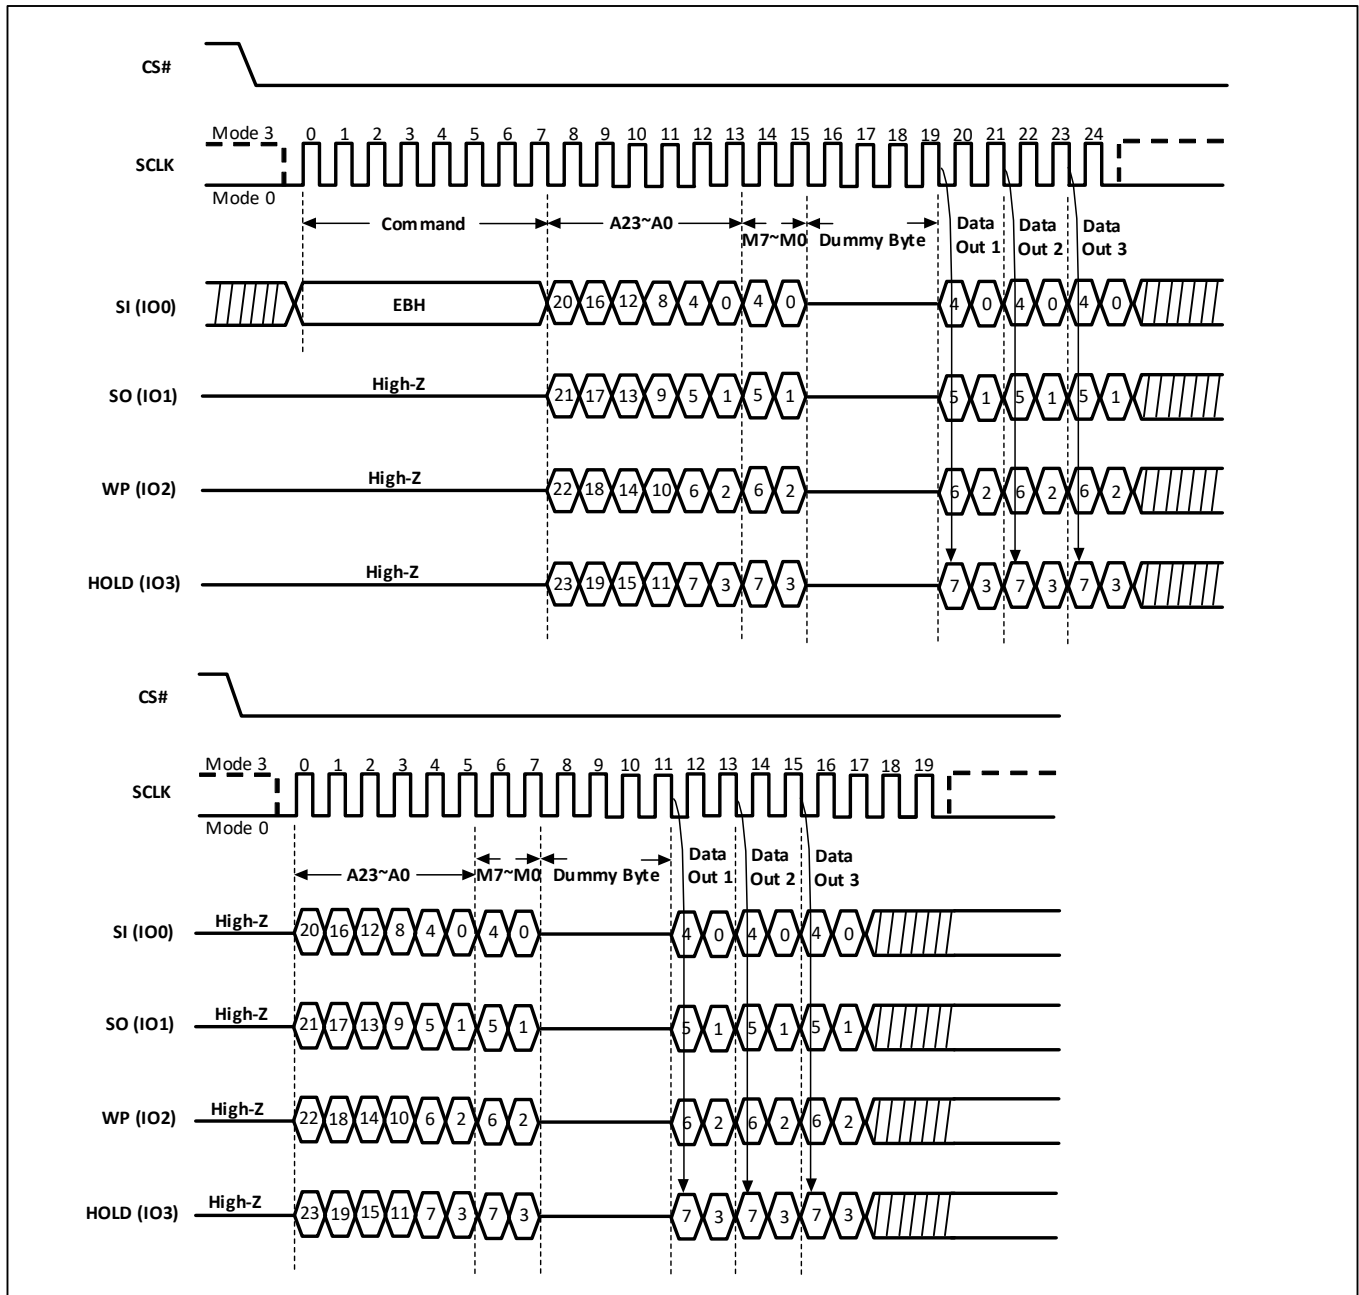 CS#
Mode 3 0 1 2 3 4 5 6 7 8 9 10 11 12 13 14 15 16 17 18 19 20 21 22 23 24
SCLK
Mode 0
Command A23~A0 M7~M0 Dummy Byte Data Out 1 Data Out 2 Data Out 3
SI (IO0) EBH 20 16 12 8 4 0 4 0 4 0 4 0 4 0
SO (IO1) High-Z 21 17 13 9 5 1 5 1 5 1 5 1 5 1
WP (IO2) High-Z 22 18 14 10 6 2 6 2 6 2 6 2 6 2
HOLD (IO3) High-Z 23 19 15 11 7 3 7 3 7 3 7 3 7 3
CS#
Mode 3 0 1 2 3 4 5 6 7 8 9 10 11 12 13 14 15 16 17 18 19
SCLK
Mode 0
A23~A0 M7~M0 Dummy Byte Data Out 1 Data Out 2 Data Out 3
SI (IO0) High-Z 20 16 12 8 4 0 4 0 4 0 4 0 4 0
SO (IO1) High-Z 21 17 13 9 5 1 5 1 5 1 5 1 5 1
WP (IO2) High-Z 22 18 14 10 6 2 6 2 6 2 6 2 6 2
HOLD (IO3) High-Z 23 19 15 11 7 3 7 3 7 3 7 3 7 3